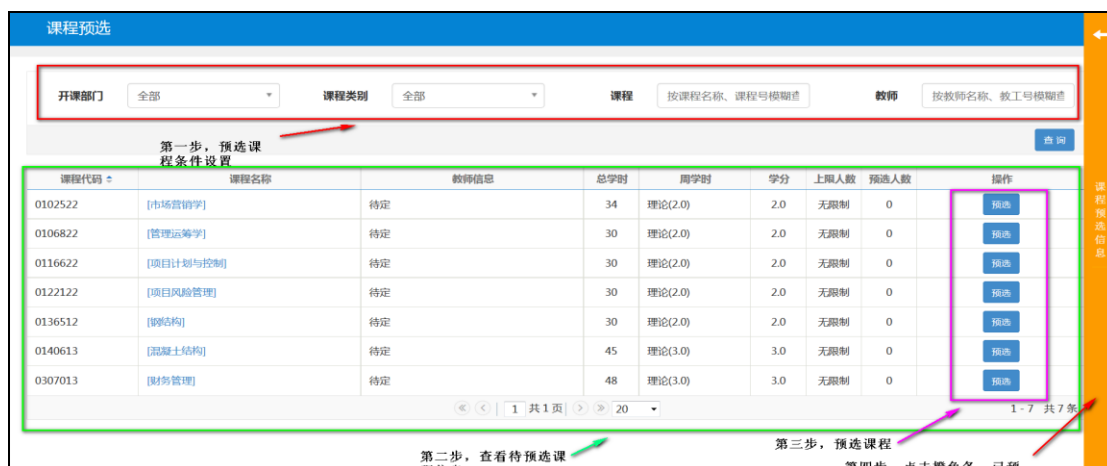 课程预选
开课部门 全部 课程类别 全部 课程 按课程名称、课程号模糊查 教师 按教师名称、教工号模糊查
查询
第一步，预选课
程条件设置
课程代码 课程名称 教师信息 总学时 周学时 学分 上限人数 预选人数 操作
0102522 [市场营销学] 待定 34 理论(2.0) 2.0 无限制 0 预选
0106822 [管理运筹学] 待定 30 理论(2.0) 2.0 无限制 0 预选
0116622 [项目计划与控制] 待定 30 理论(2.0) 2.0 无限制 0 预选
0122122 [项目风险管理] 待定 30 理论(2.0) 2.0 无限制 0 预选
0136512 [钢结构] 待定 30 理论(2.0) 2.0 无限制 0 预选
0140613 [混凝土结构] 待定 45 理论(3.0) 3.0 无限制 0 预选
0307013 [财务管理] 待定 48 理论(3.0) 3.0 无限制 0 预选
1 共1页 20 1 - 7 共7条
课程预选信息
第三步，预选课程
第二步，查看待预选课